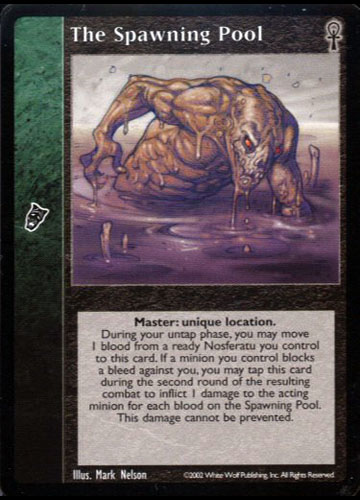 The Spawning Pool
Master: unique location.
During your untap phase, you may move
1 blood from a ready Nosferatu you control
to this card. If a minion you control blocks
a bleed against you, you may tap this card
during the second round of the resulting
combat to inflict 1 damage to the acting
minion for each blood on the Spawning Pool.
This damage cannot be prevented.
Illus. Mark Nelson
©2002 White Wolf Publishing, Inc. All Rights Reserved.